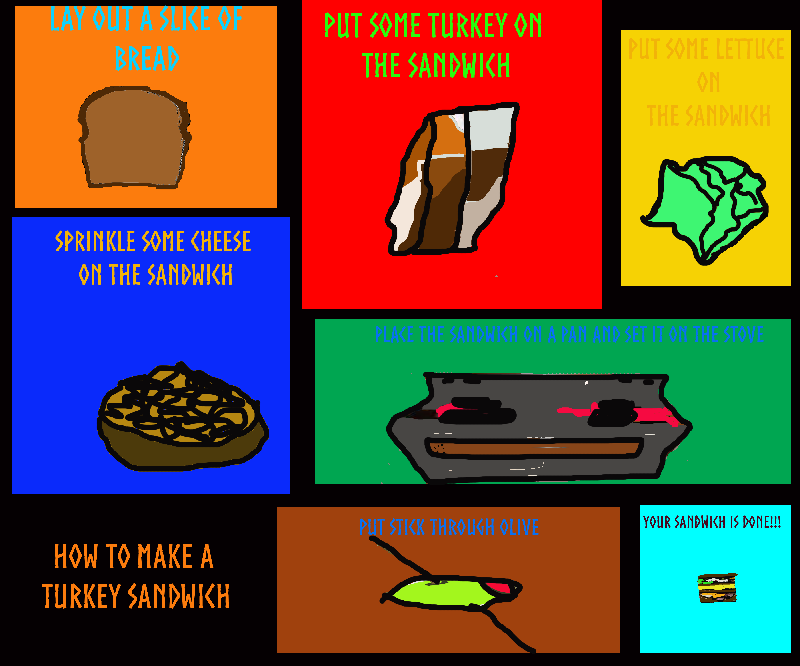 LAY OUT A SLICE OF
BREAD
PUT SOME TURKEY ON
THE SANDWICH
PUT SOME LETTUCE
ON
THE SANDWICH
SPRINKLE SOME CHEESE
ON THE SANDWICH
PLACE THE SANDWICH ON A PAN AND SET IT ON THE STOVE
HOW TO MAKE A
TURKEY SANDWICH
PUT STICK THROUGH OLIVE
YOUR SANDWICH IS DONE!!!